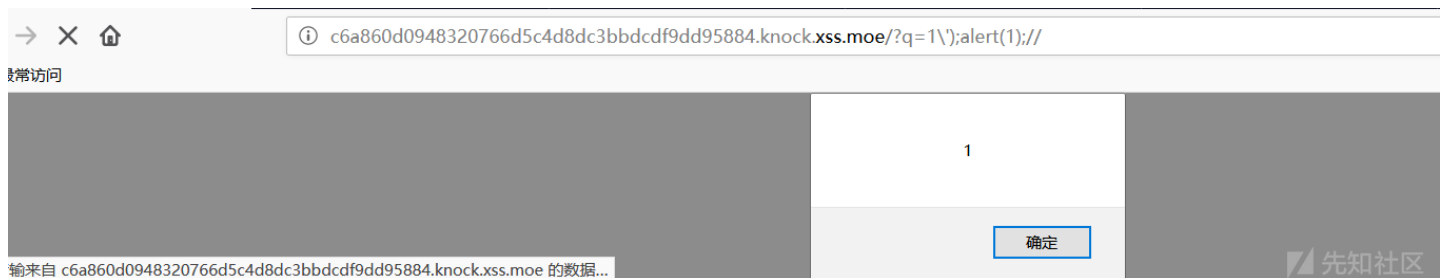 c6a860d0948320766d5c4d8dc3bbdcdf9dd95884.knock.xss.moe/?q=1\');alert(1);//
最常访问
1
确定
输来自 c6a860d0948320766d5c4d8dc3bbdcdf9dd95884.knock.xss.moe 的数据...
先知社区